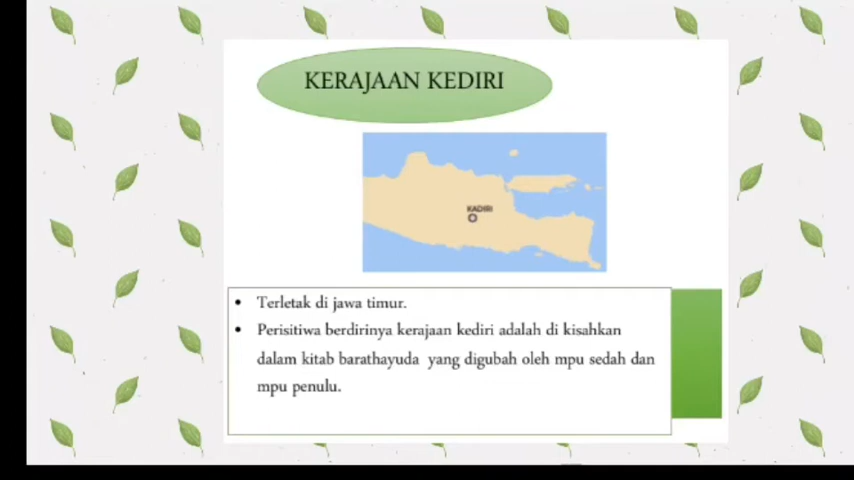 KERAJAAN KEDIRI
KADIRI
Terletak di jawa timur.
Perisitiwa berdirinya kerajaan kediri adalah di kisahkan
dalam kitab barathayuda yang digubah oleh mpu sedah dan
mpu penulu.